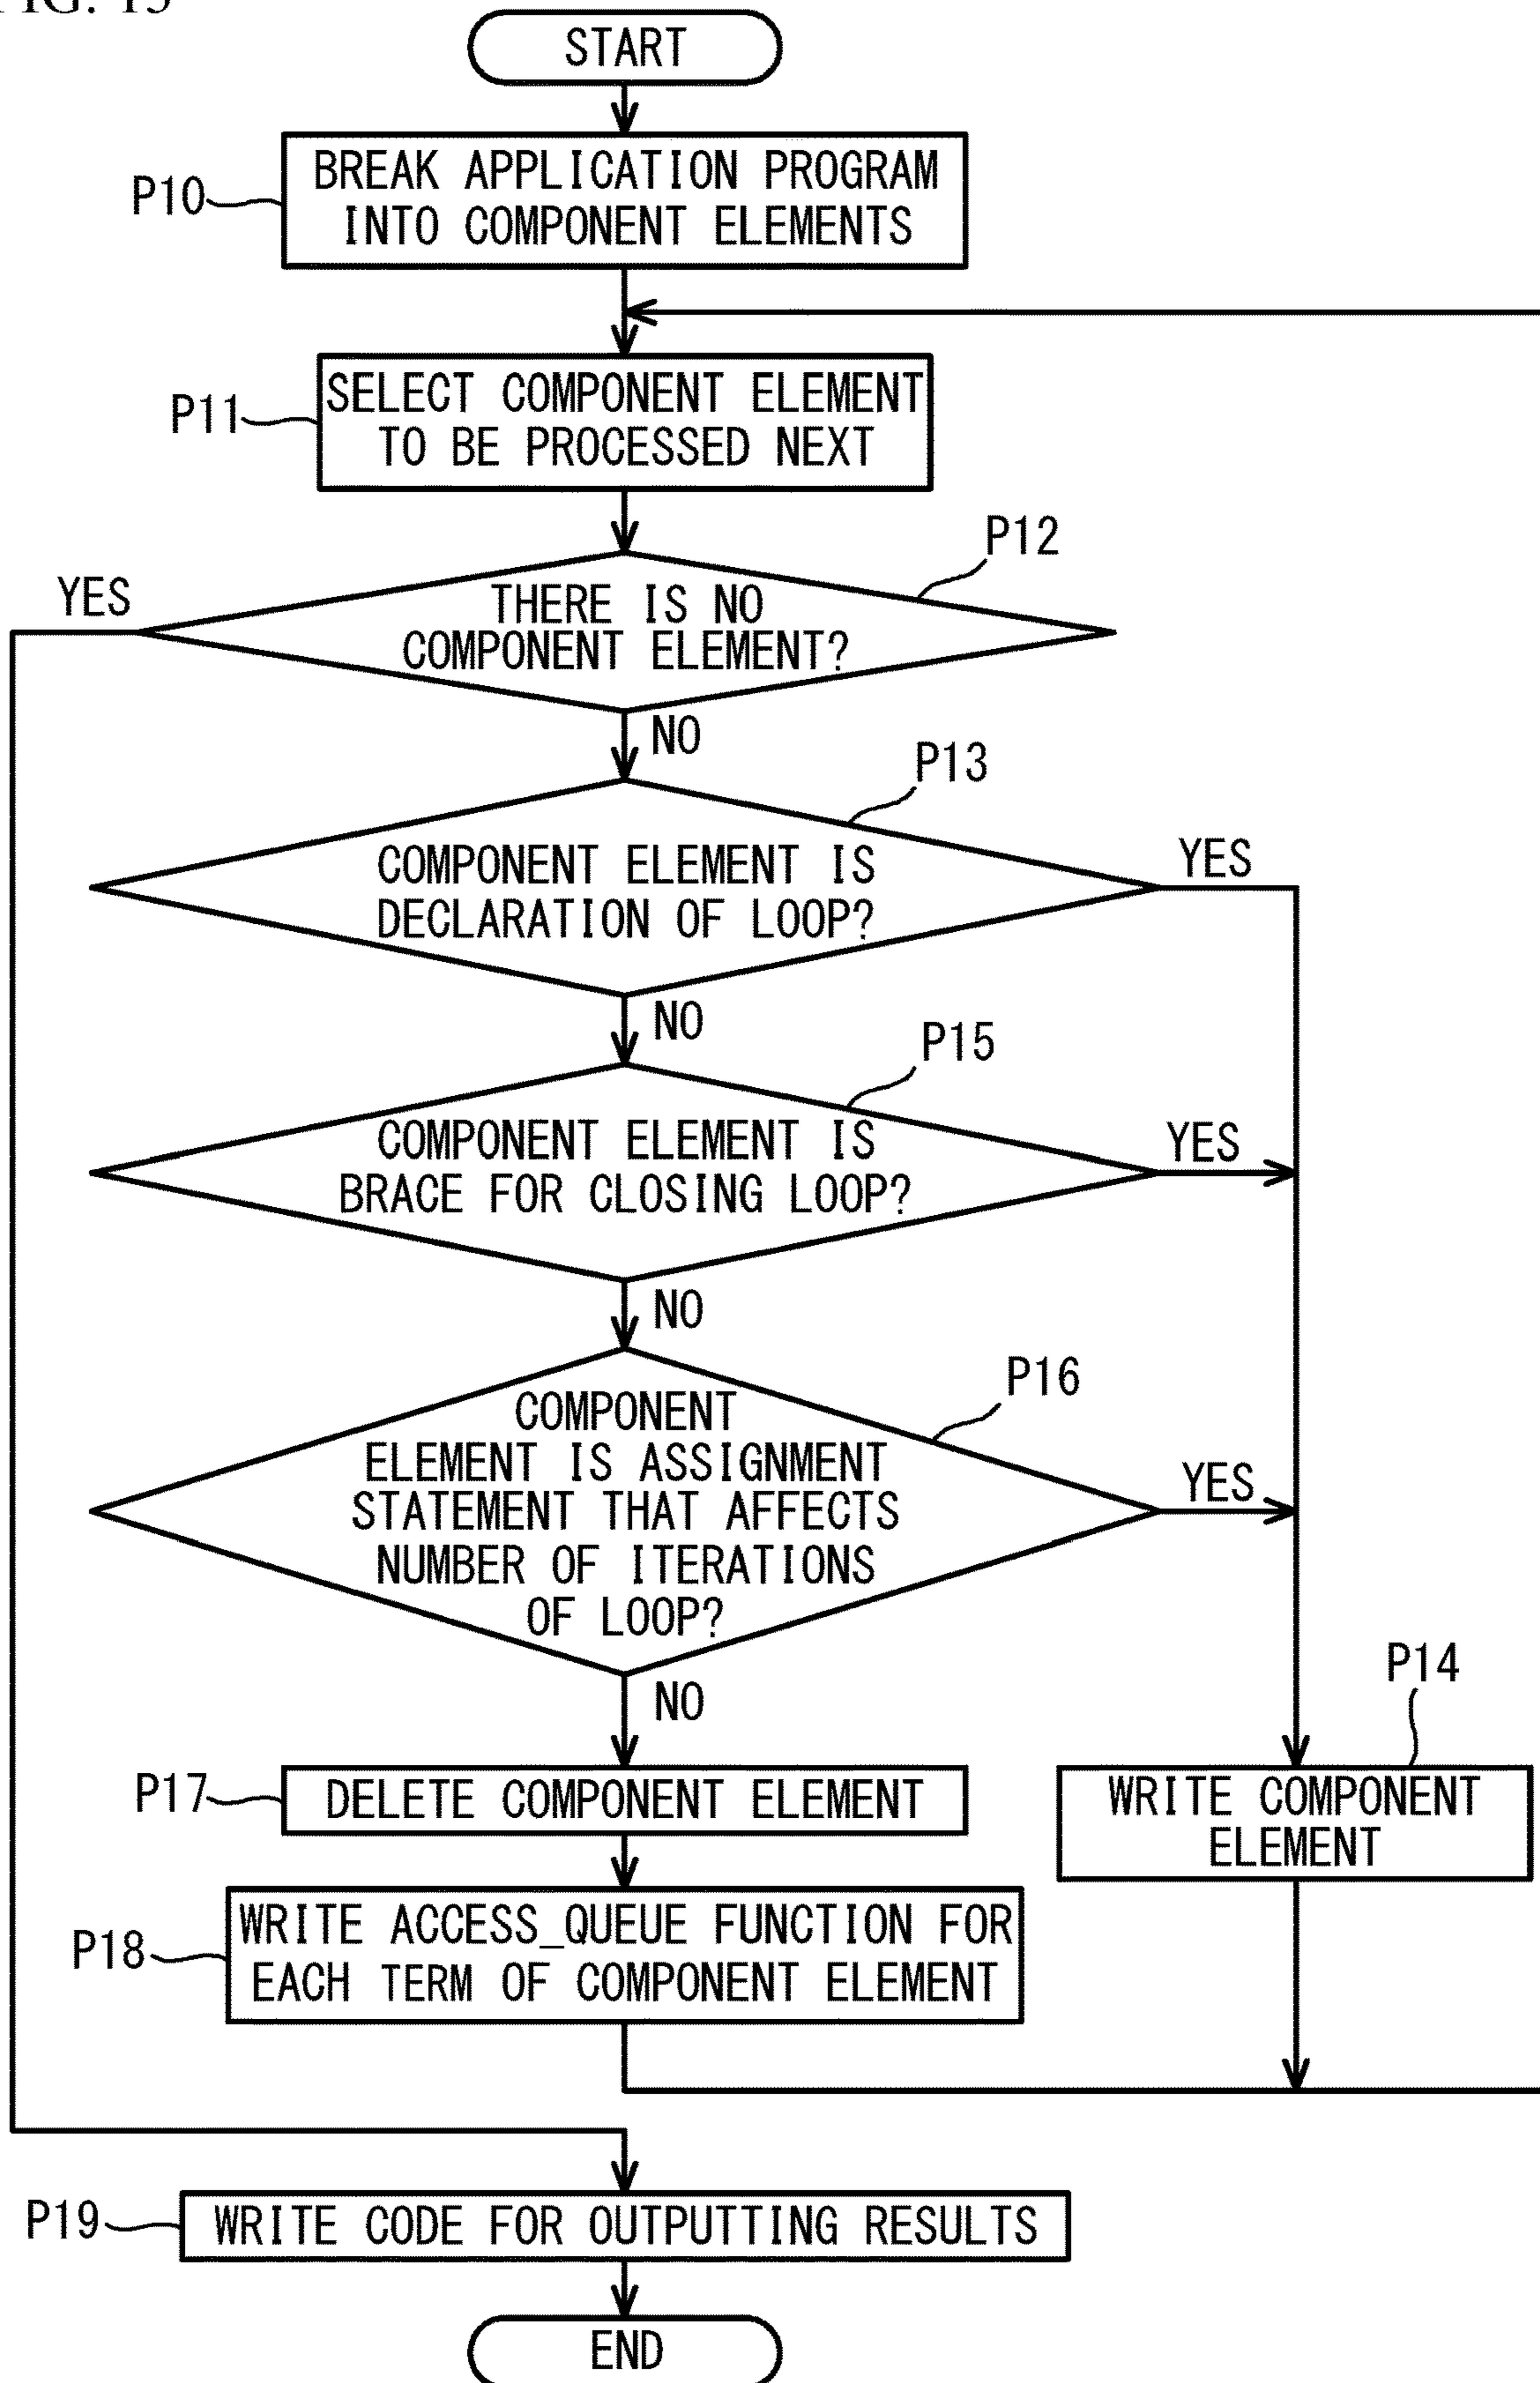 FIG. 15
START
P10
BREAK APPLICATION PROGRAM
INTO COMPONENT ELEMENTS
P11
SELECT COMPONENT ELEMENT
TO BE PROCESSED NEXT
P12
YES
THERE IS NO
COMPONENT ELEMENT?
NO
P13
COMPONENT ELEMENT IS
DECLARATION OF LOOP?
YES
NO
P15
COMPONENT ELEMENT IS
BRACE FOR CLOSING LOOP?
YES
NO
P16
COMPONENT
ELEMENT IS ASSIGNMENT
STATEMENT THAT AFFECTS
NUMBER OF ITERATIONS
OF LOOP?
YES
NO
P14
WRITE COMPONENT
ELEMENT
P17
DELETE COMPONENT ELEMENT
P18
WRITE ACCESS_QUEUE FUNCTION FOR
EACH TERM OF COMPONENT ELEMENT
P19
WRITE CODE FOR OUTPUTTING RESULTS
END